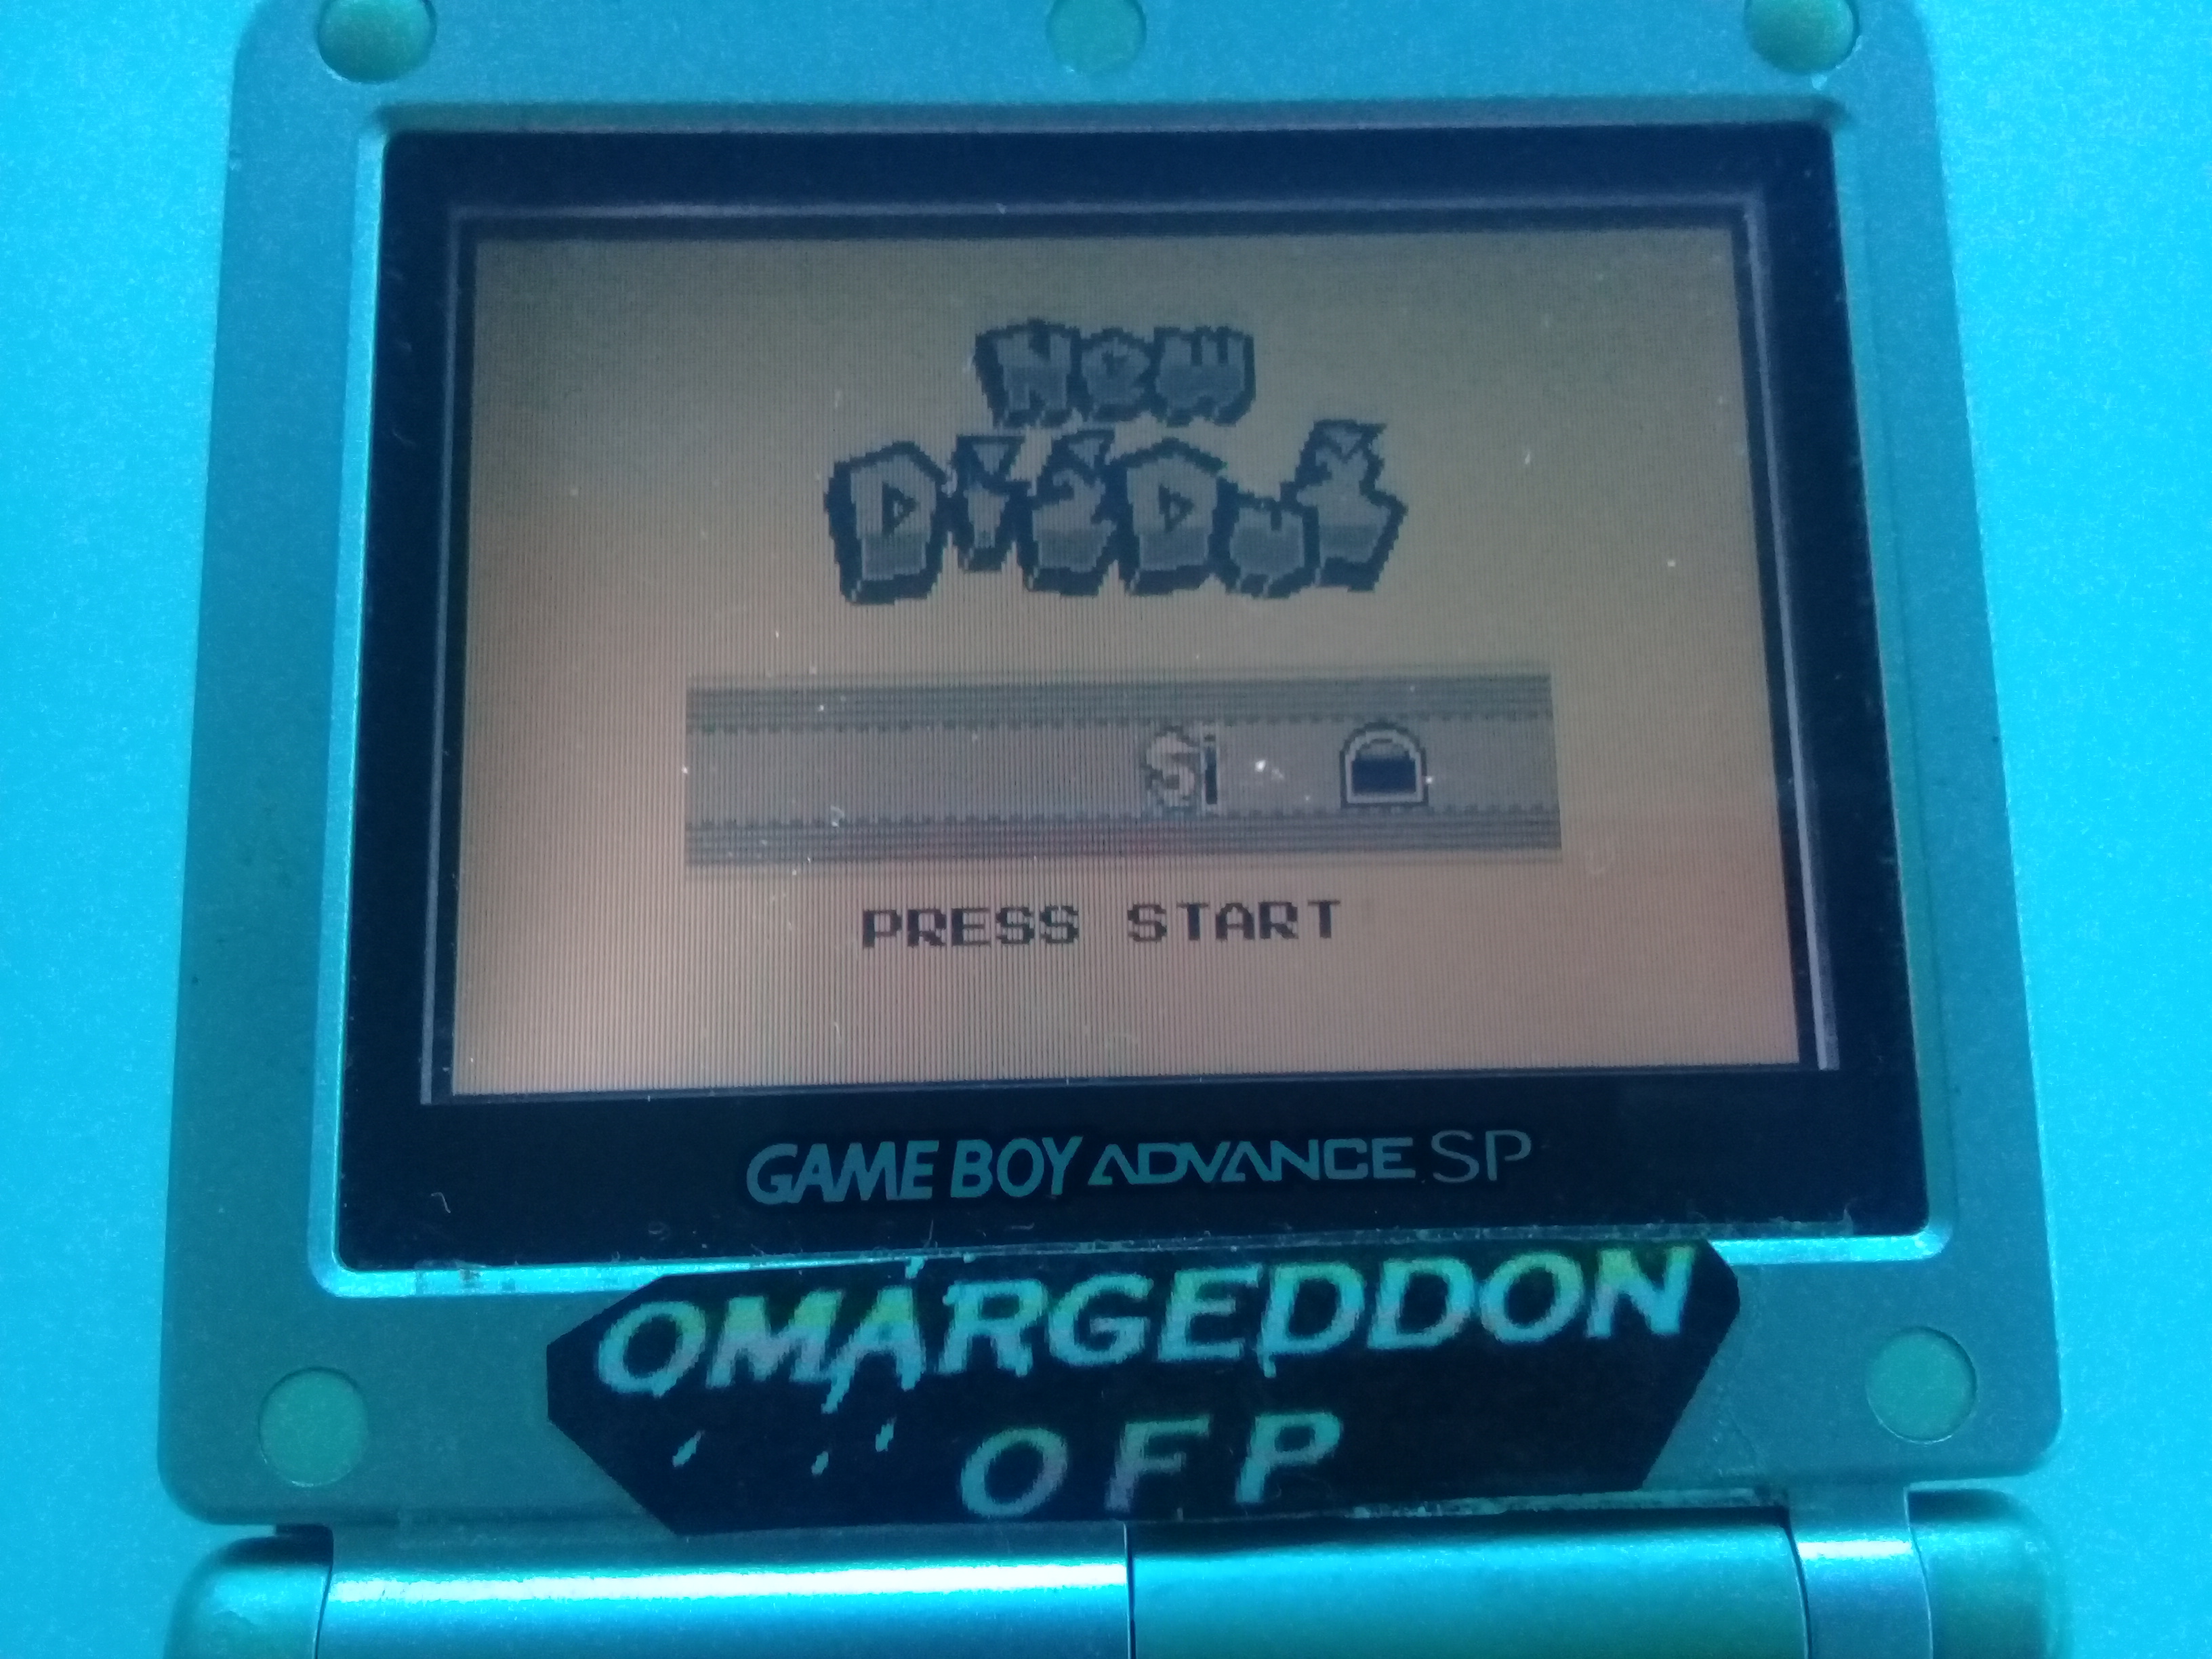 New
DigDug
PRESS START
GAME BOY ADVANCE SP
OMARGEDDON
OFP